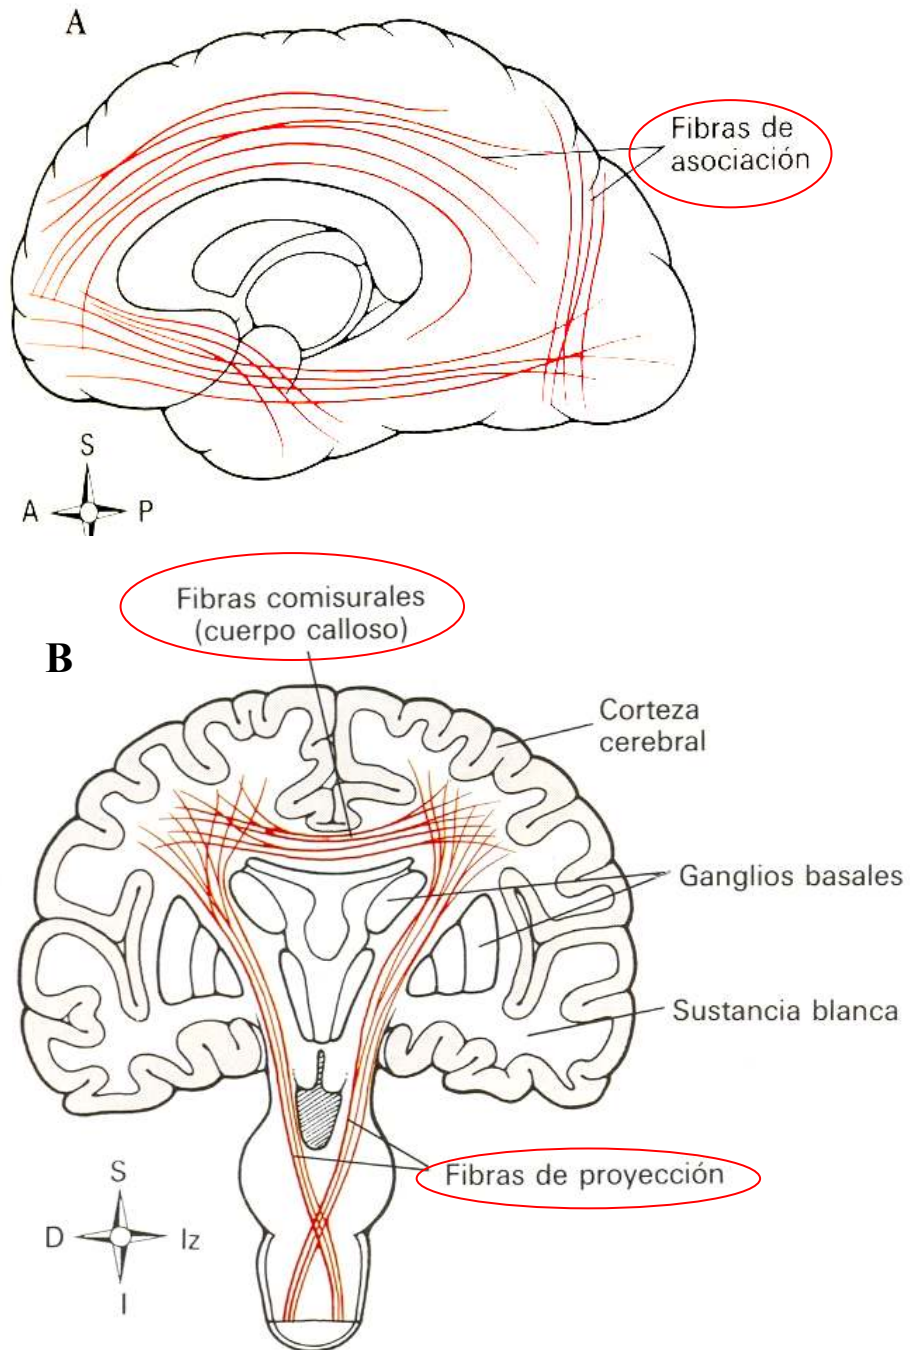 A
Fibras de
asociación
S
A
P
Fibras comisurales
(cuerpo calloso)
B
Corteza
cerebral
Ganglios basales
Sustancia blanca
Fibras de proyección
S
D
Iz
I